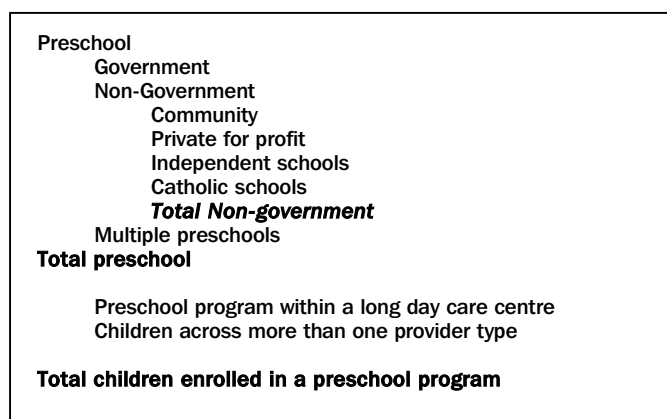 Preschool
Government
Non-Government
Community
Private for profit
Independent schools
Catholic schools
Total Non-government
Multiple preschools
Total preschool
Preschool program within a long day care centre
Children across more than one provider type
Total children enrolled in a preschool program